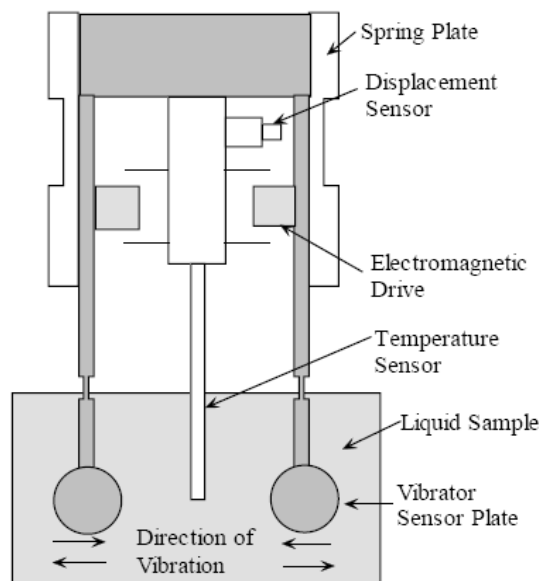 Spring Plate
Displacement
Sensor
Electromagnetic
Drive
Temperature
Sensor
Liquid Sample
Vibrator
Sensor Plate
Direction of
Vibration